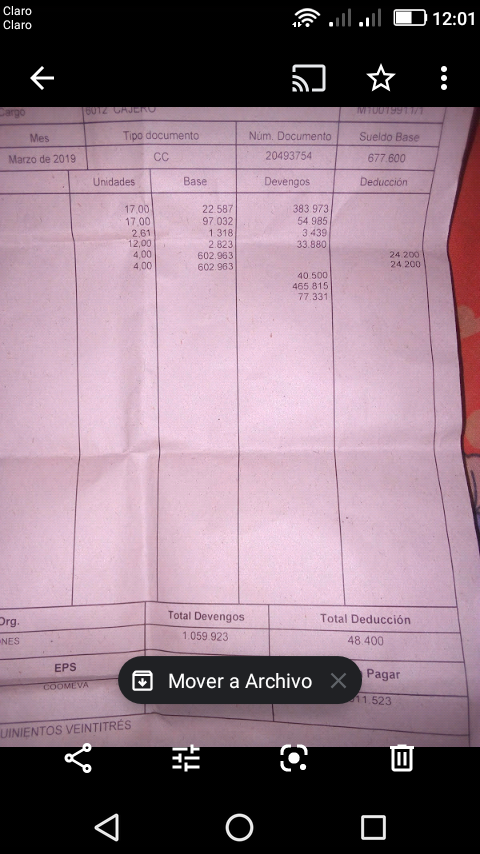 Claro
Claro
12:01
Cargo 6012 CAJERO
Mes Tipo documento Núm. Documento Sueldo Base
Marzo de 2019 CC 20493754 677.600
Unidades Base Devengos Deducción
17,00 22.587 383.973
17,00 97.032 54.985
2,61 1.318 3.439
12,00 2.823 33.880
4,00 602.963 24.200
4,00 602.963 24.200
40.500
465.815
77.331
Org. Total Devengos Total Deducción
NES - 1.059.923 48.400
EPS Pagar
COOMEVA 11.523
Mover a Archivo
UINIENTOS VEINTITRÉS